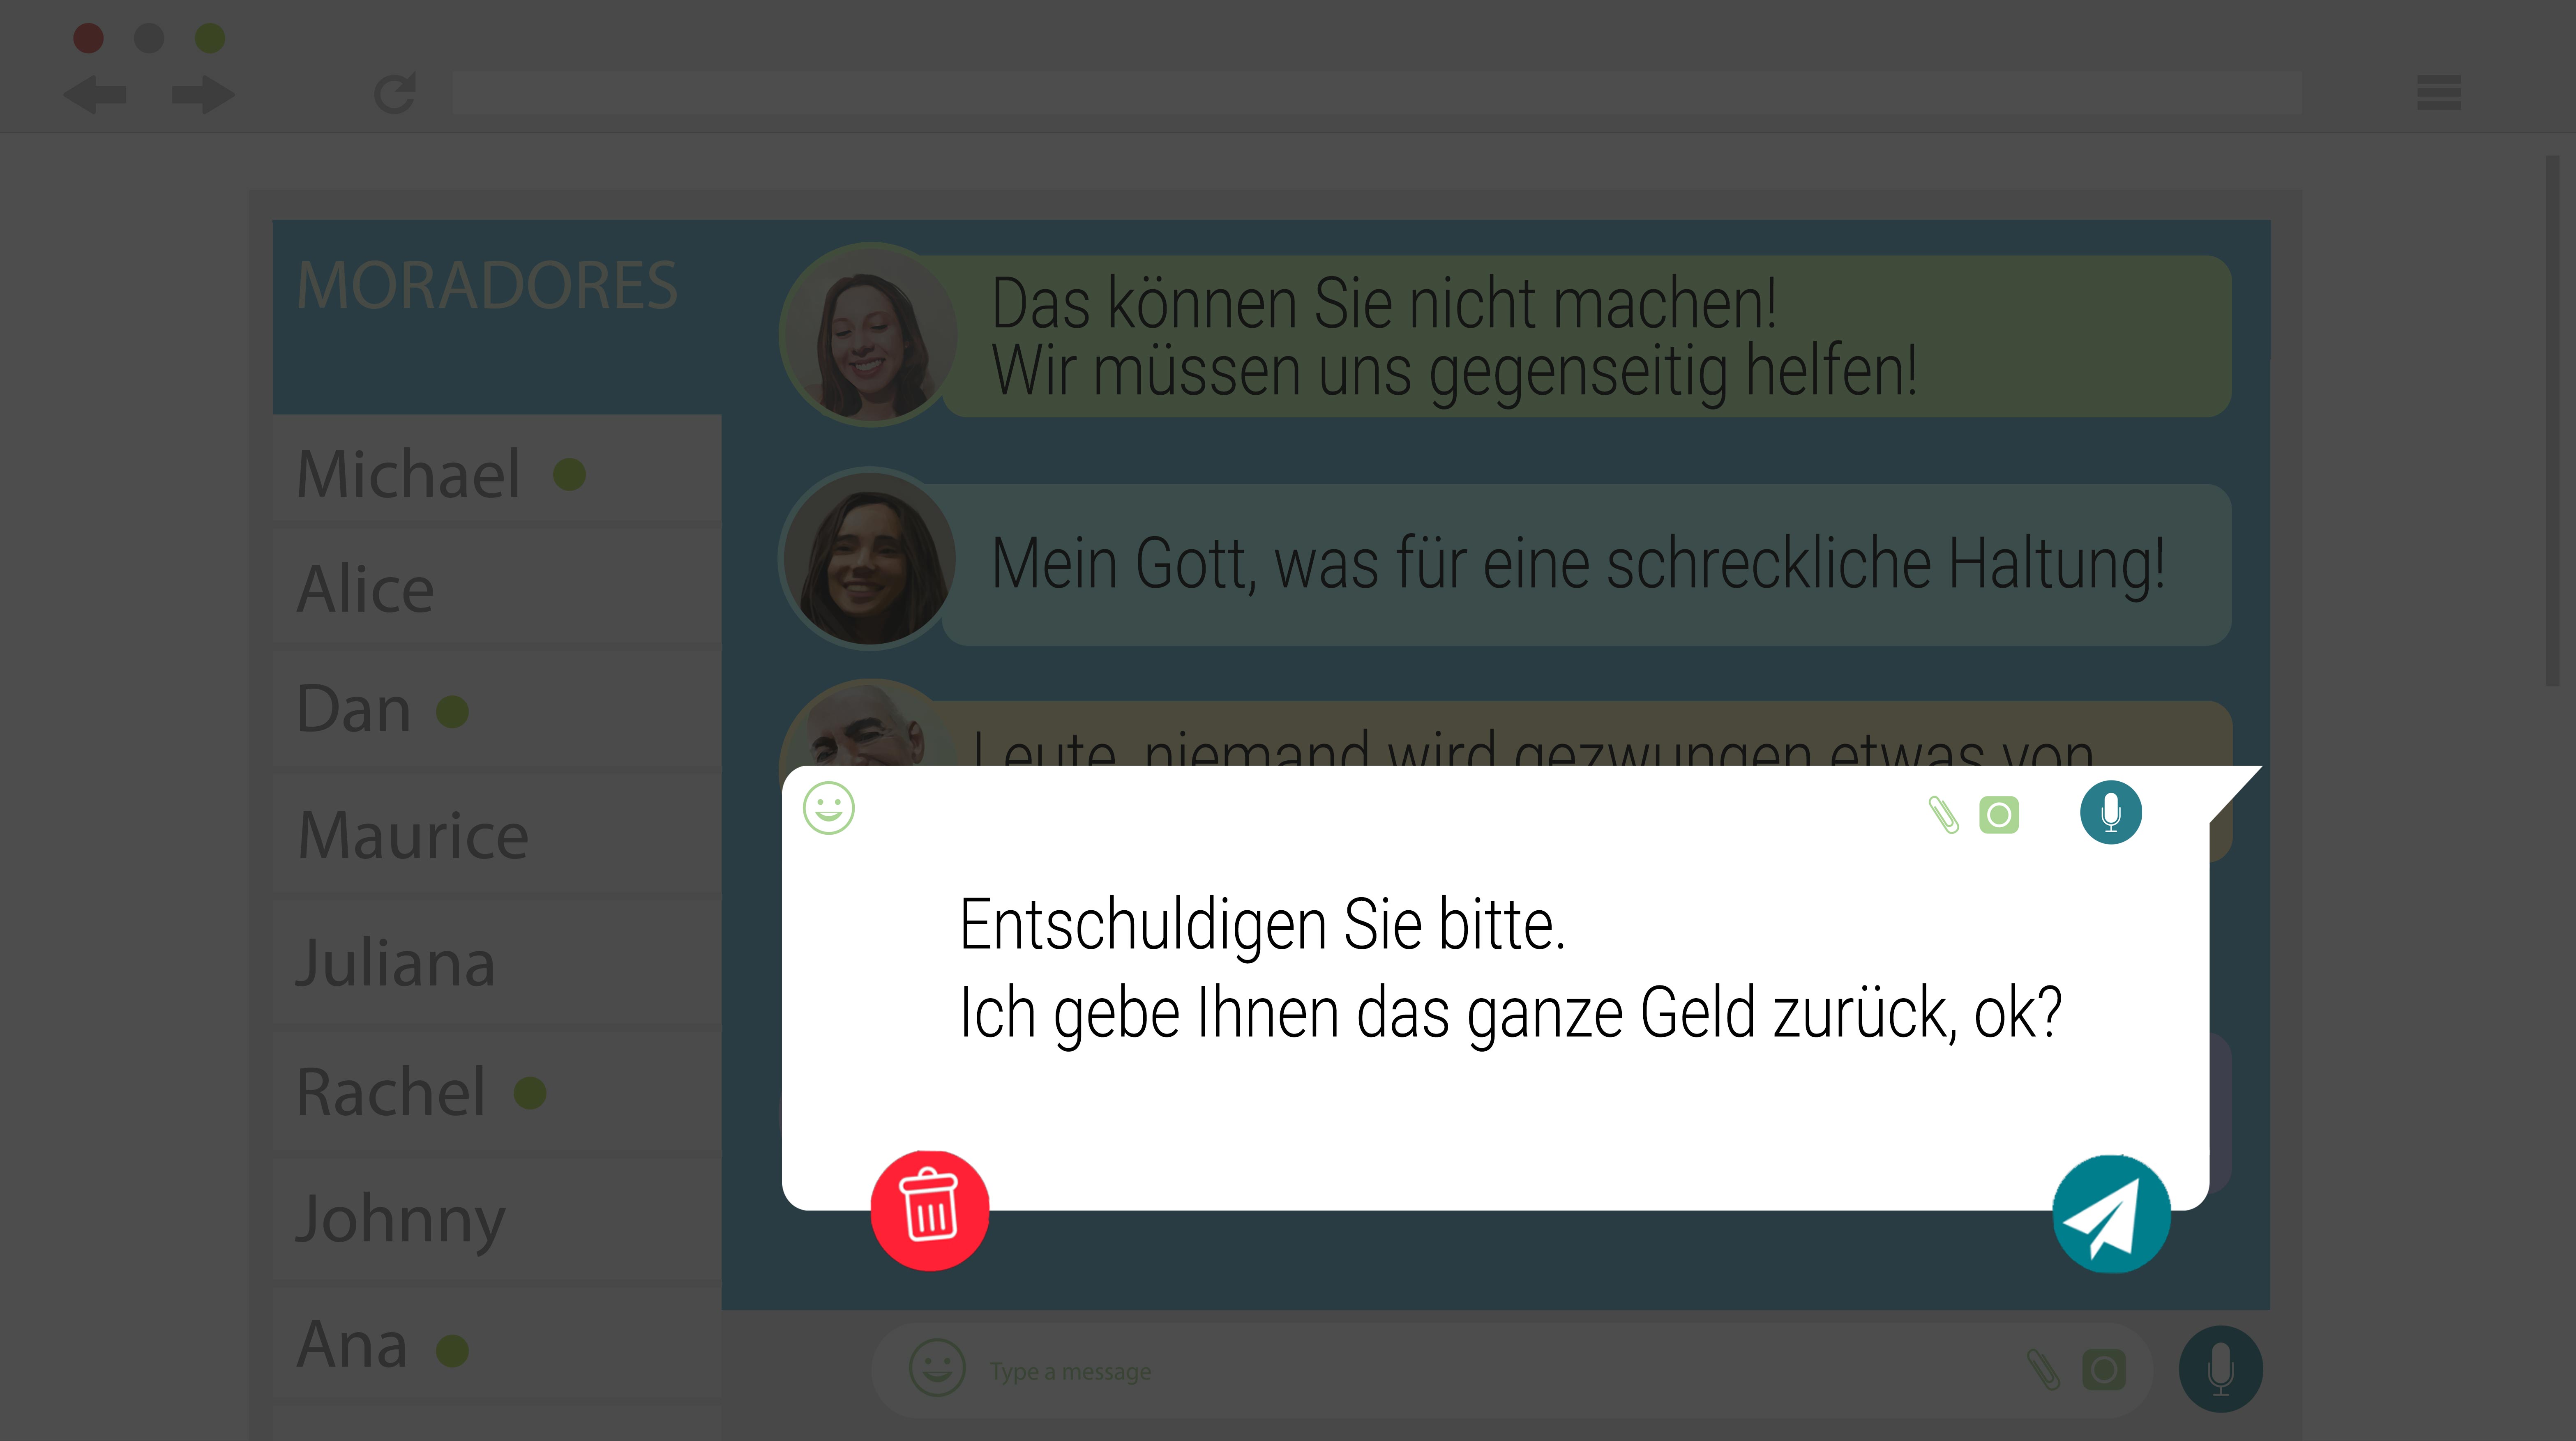 MORADORES
Michael
Alice
Dan
Maurice
Juliana
Rachel
Johnny
Ana
Das können Sie nicht machen!
Wir müssen uns gegenseitig helfen!
Mein Gott, was für eine schreckliche Haltung!
Leute, niemand wird gezwungen etwas von
Entschuldigen Sie bitte.
Ich gebe Ihnen das ganze Geld zurück, ok?
Type a message